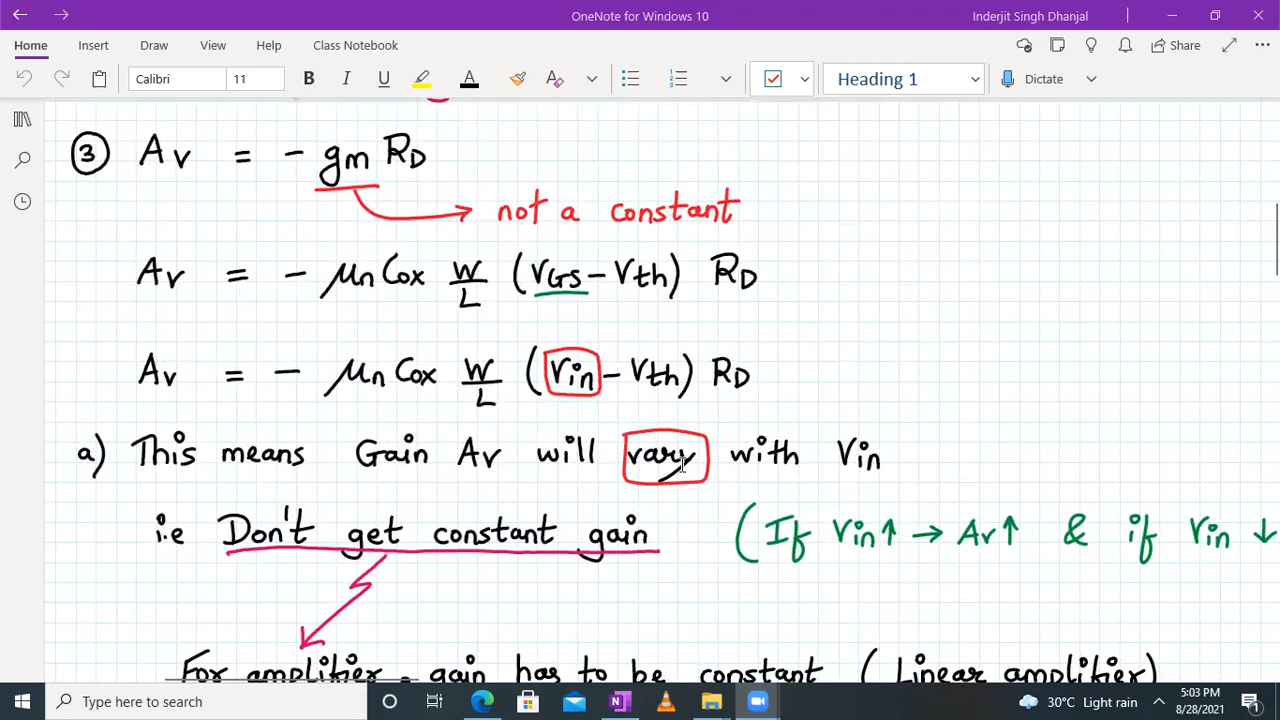 OneNote for Windows 10
Inderjit Singh Dhanjal
Home Insert Draw View Help Class Notebook Share
Calibri 11 B I U A Heading 1 Dictate
③ Av = - gm RD
not a constant
Av = - μn Cox W/L (VGS - Vth) RD
Av = - μn Cox W/L (Vin - Vth) RD
a) This means Gain Av will vary with Vin
i.e Don't get constant gain (If Vin ↑ → Av ↑ & if Vin ↓
For amplifier - gain has to be constant (Linear amplifier)
Type here to search
30°C Light rain
5:03 PM
8/28/2021
1